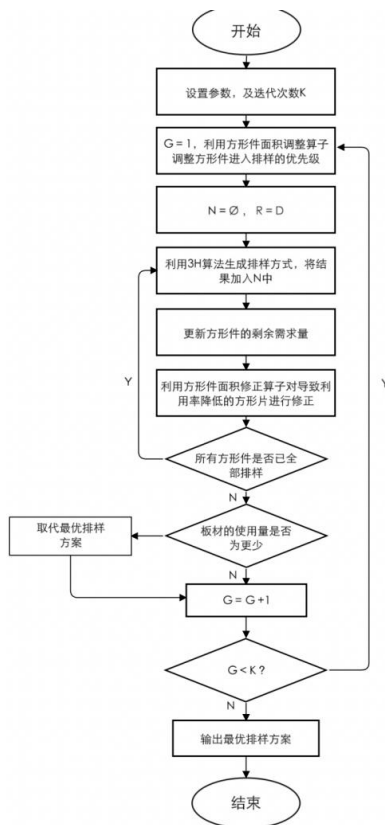 开始
设置参数，及迭代次数K
G = 1，利用方形件面积调整算子
调整方形件进入排样的优先级
N = Ø ， R = D
利用3H算法生成排样方式，将结
果加入N中
更新方形件的剩余需求量
利用方形件面积修正算子对导致利
用率降低的方形片进行修正
Y
Y
所有方形件是否已全
部排样
N
取代最优排样
方案
板材的使用量是否
为更少
N
G = G +1
G < K ?
N
输出最优排样方案
结束